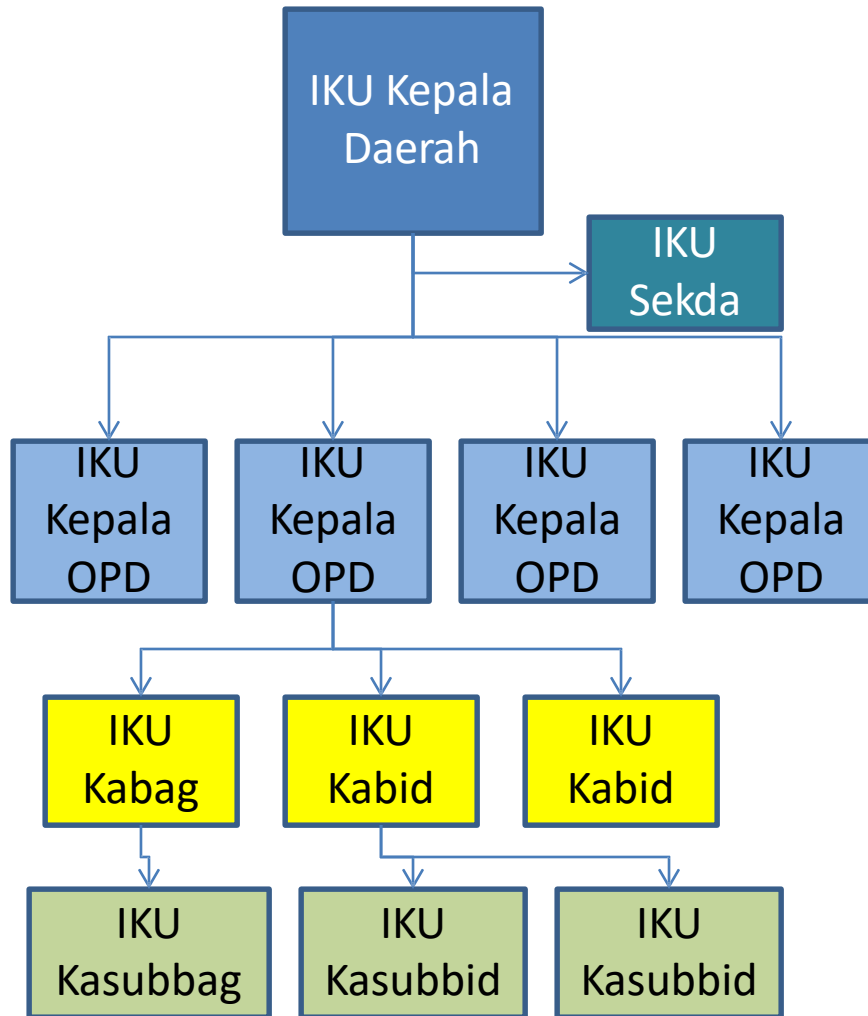 IKU Kepala
Daerah
IKU
Sekda
IKU
Kepala
OPD
IKU
Kepala
OPD
IKU
Kepala
OPD
IKU
Kepala
OPD
IKU
Kabag
IKU
Kabid
IKU
Kabid
IKU
Kasubbag
IKU
Kasubbid
IKU
Kasubbid